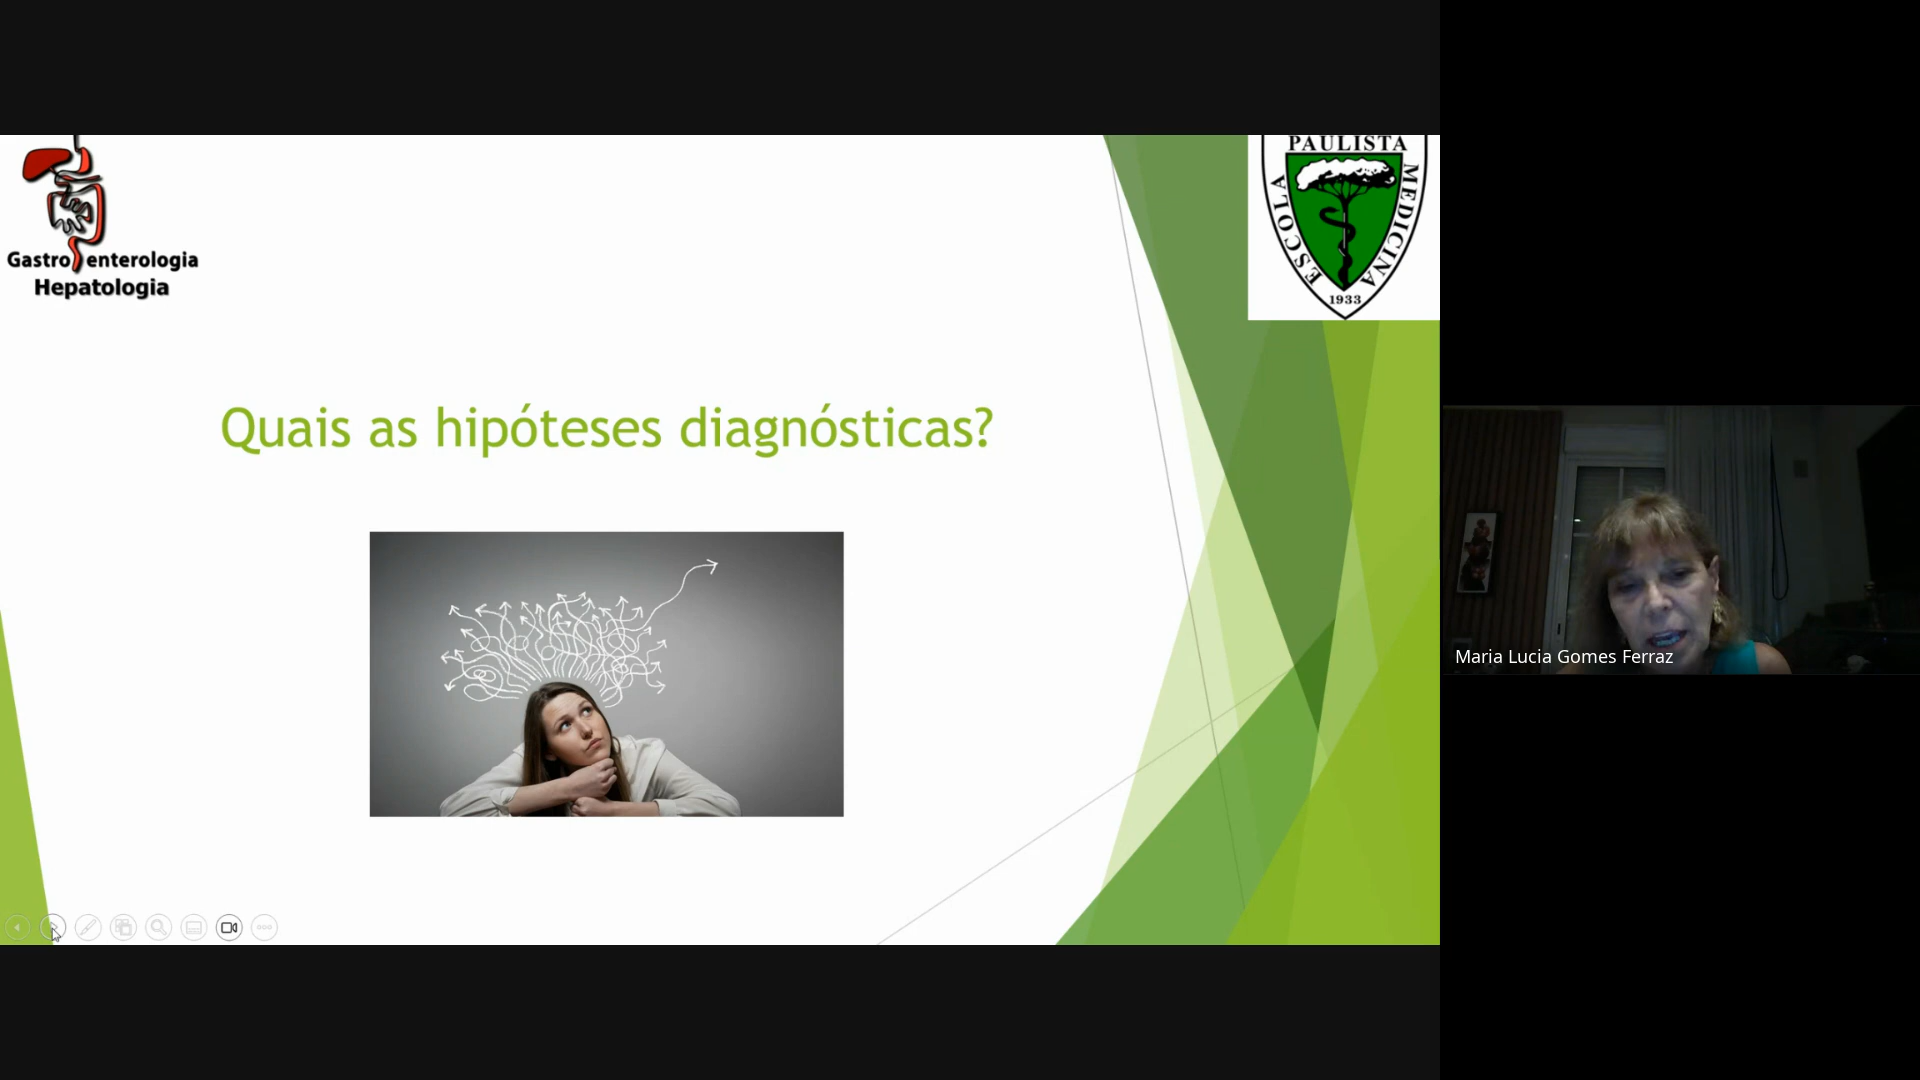 Gastroenterologia
Hepatologia
ESCOLA PAULISTA MEDICINA
1933
Quais as hipóteses diagnósticas?
Maria Lucia Gomes Ferraz